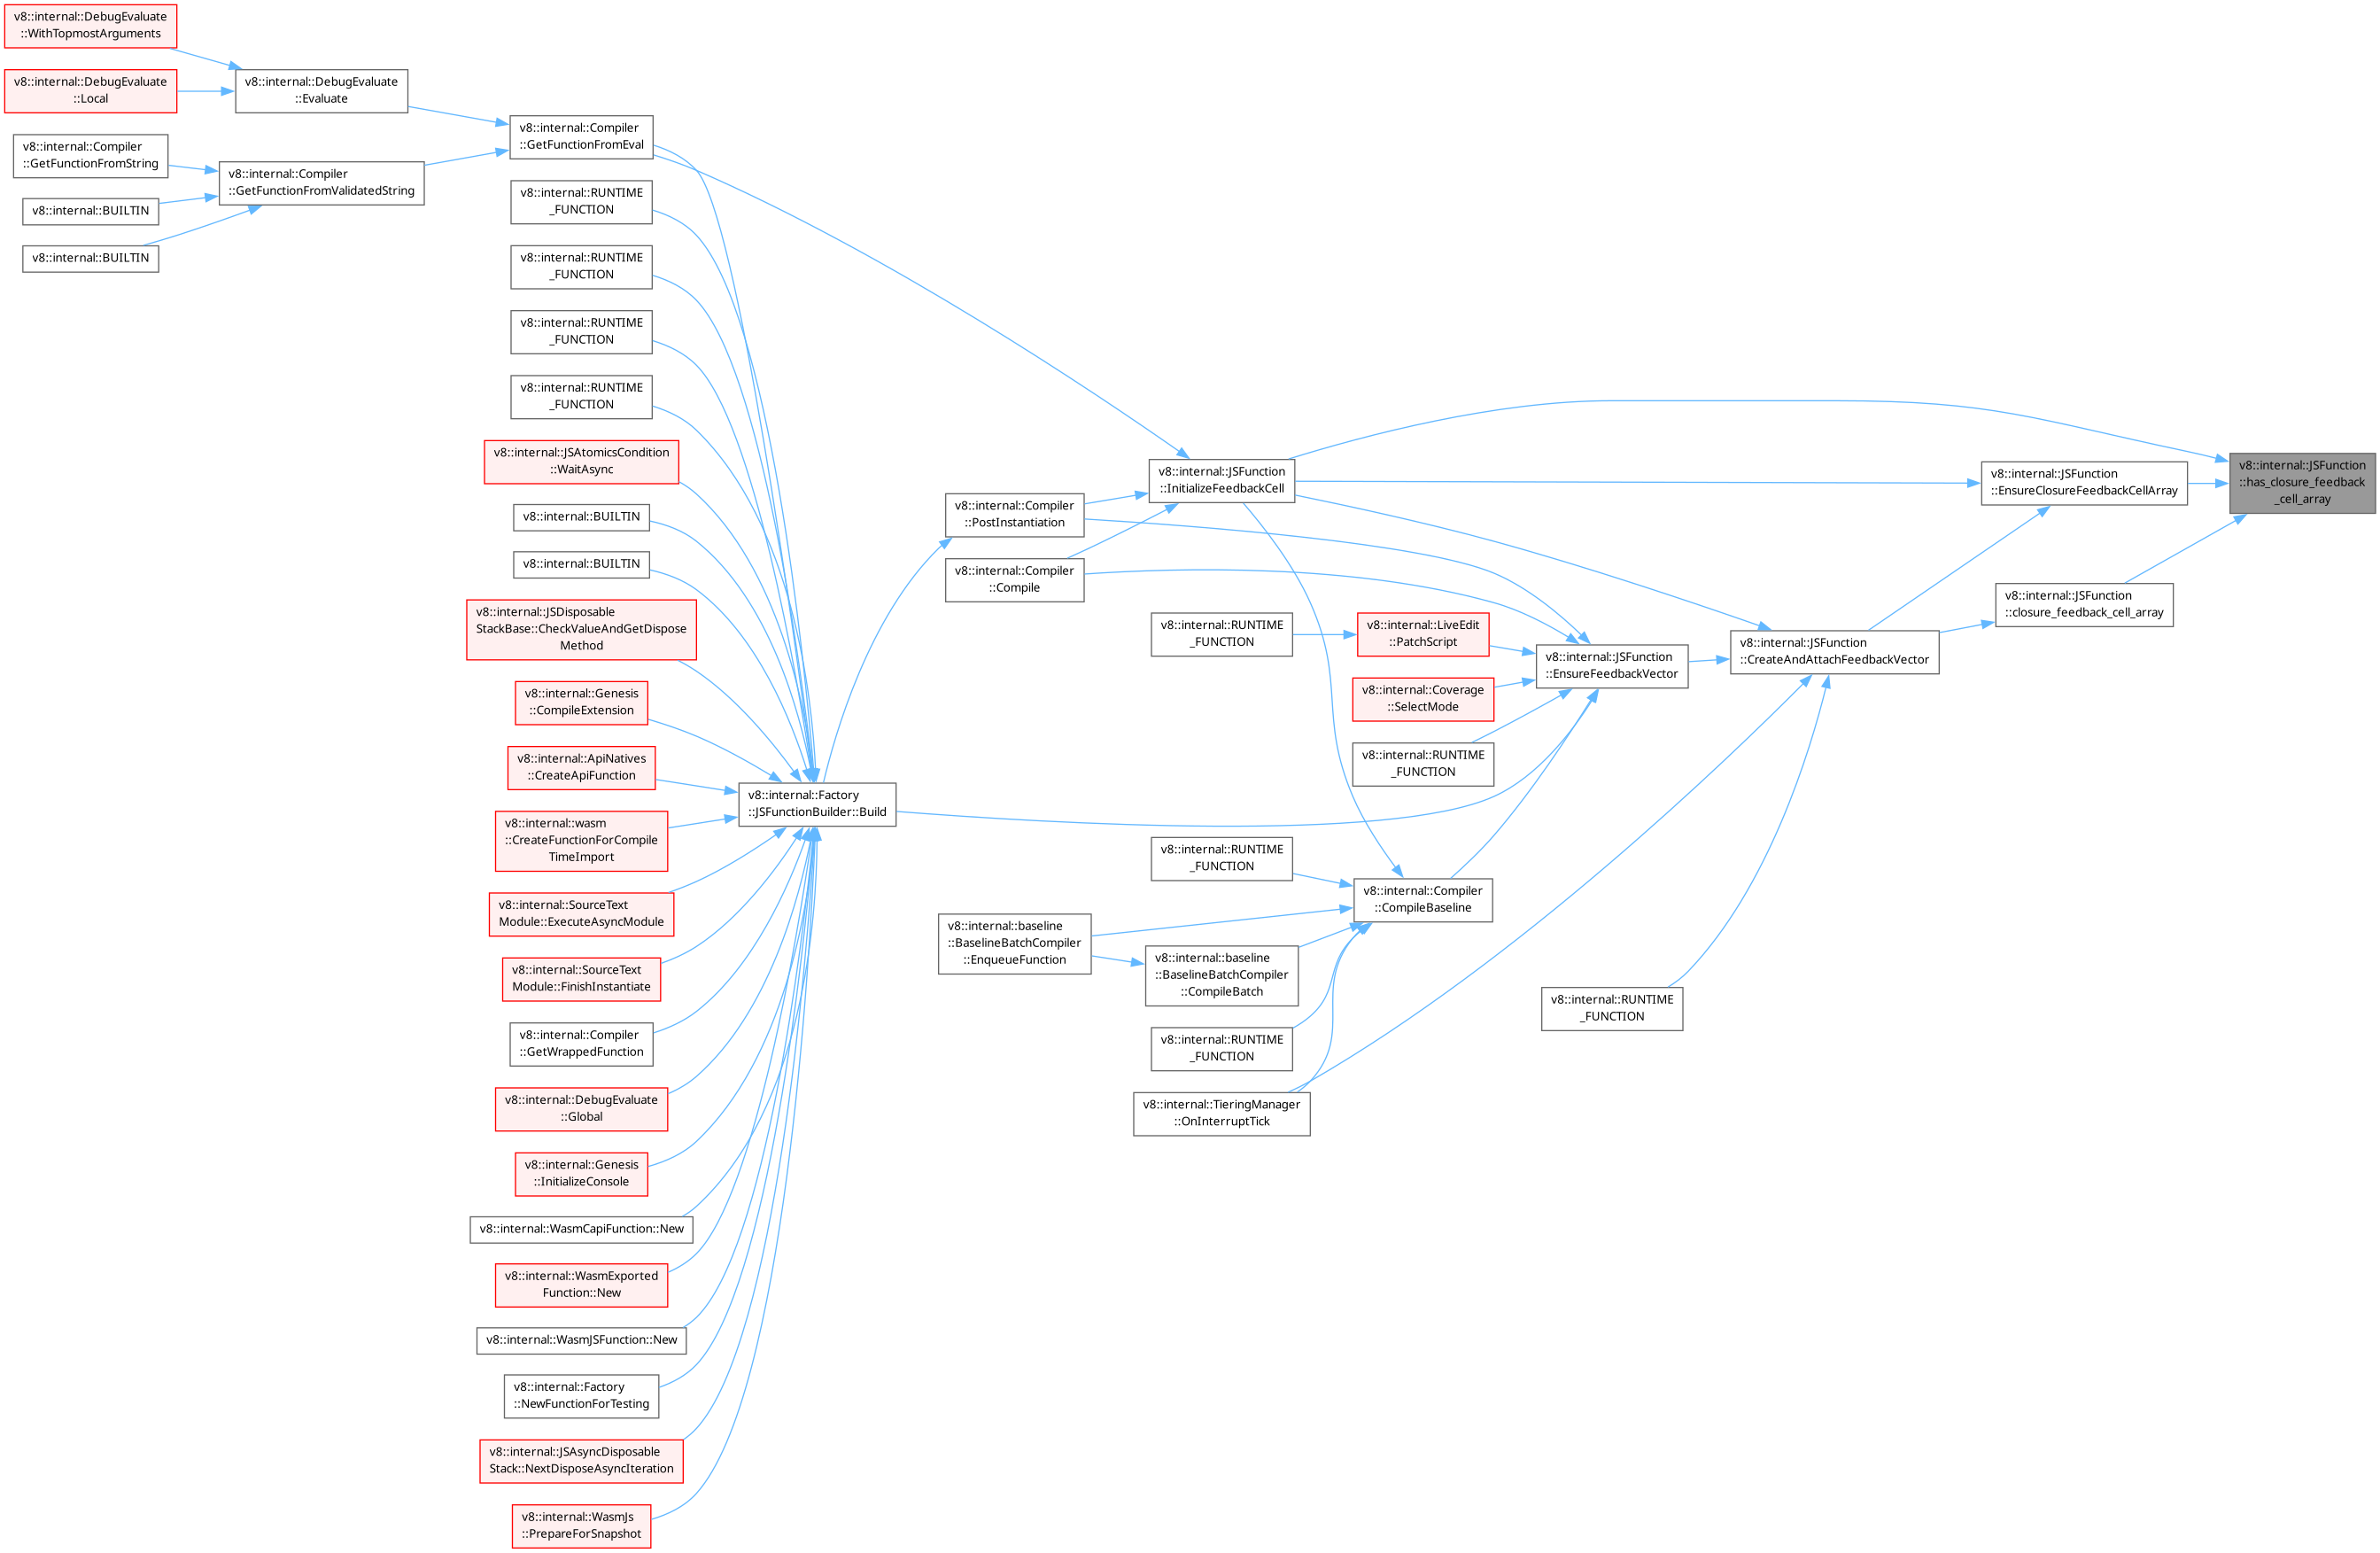 v8::internal::DebugEvaluate
::WithTopmostArguments
v8::internal::DebugEvaluate
::Local
v8::internal::Compiler
::GetFunctionFromString
v8::internal::BUILTIN
v8::internal::BUILTIN
v8::internal::DebugEvaluate
::Evaluate
v8::internal::Compiler
::GetFunctionFromValidatedString
v8::internal::Compiler
::GetFunctionFromEval
v8::internal::RUNTIME
_FUNCTION
v8::internal::RUNTIME
_FUNCTION
v8::internal::RUNTIME
_FUNCTION
v8::internal::RUNTIME
_FUNCTION
v8::internal::JSAtomicsCondition
::WaitAsync
v8::internal::BUILTIN
v8::internal::BUILTIN
v8::internal::JSDisposable
StackBase::CheckValueAndGetDispose
Method
v8::internal::Genesis
::CompileExtension
v8::internal::ApiNatives
::CreateApiFunction
v8::internal::wasm
::CreateFunctionForCompile
TimeImport
v8::internal::SourceText
Module::ExecuteAsyncModule
v8::internal::SourceText
Module::FinishInstantiate
v8::internal::Compiler
::GetWrappedFunction
v8::internal::DebugEvaluate
::Global
v8::internal::Genesis
::InitializeConsole
v8::internal::WasmCapiFunction::New
v8::internal::WasmExported
Function::New
v8::internal::WasmJSFunction::New
v8::internal::Factory
::NewFunctionForTesting
v8::internal::JSAsyncDisposable
Stack::NextDisposeAsyncIteration
v8::internal::WasmJs
::PrepareForSnapshot
v8::internal::Factory
::JSFunctionBuilder::Build
v8::internal::Compiler
::PostInstantiation
v8::internal::Compiler
::Compile
v8::internal::baseline
::BaselineBatchCompiler
::EnqueueFunction
v8::internal::JSFunction
::InitializeFeedbackCell
v8::internal::RUNTIME
_FUNCTION
v8::internal::RUNTIME
_FUNCTION
v8::internal::baseline
::BaselineBatchCompiler
::CompileBatch
v8::internal::RUNTIME
_FUNCTION
v8::internal::TieringManager
::OnInterruptTick
v8::internal::LiveEdit
::PatchScript
v8::internal::Coverage
::SelectMode
v8::internal::RUNTIME
_FUNCTION
v8::internal::Compiler
::CompileBaseline
v8::internal::JSFunction
::EnsureFeedbackVector
v8::internal::RUNTIME
_FUNCTION
v8::internal::JSFunction
::CreateAndAttachFeedbackVector
v8::internal::JSFunction
::EnsureClosureFeedbackCellArray
v8::internal::JSFunction
::closure_feedback_cell_array
v8::internal::JSFunction
::has_closure_feedback
_cell_array